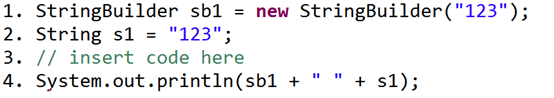 1. StringBuilder sb1 = new StringBuilder("123");
2. String s1 = "123";
3. // insert code here
4. System.out.println(sb1 + " " + s1);